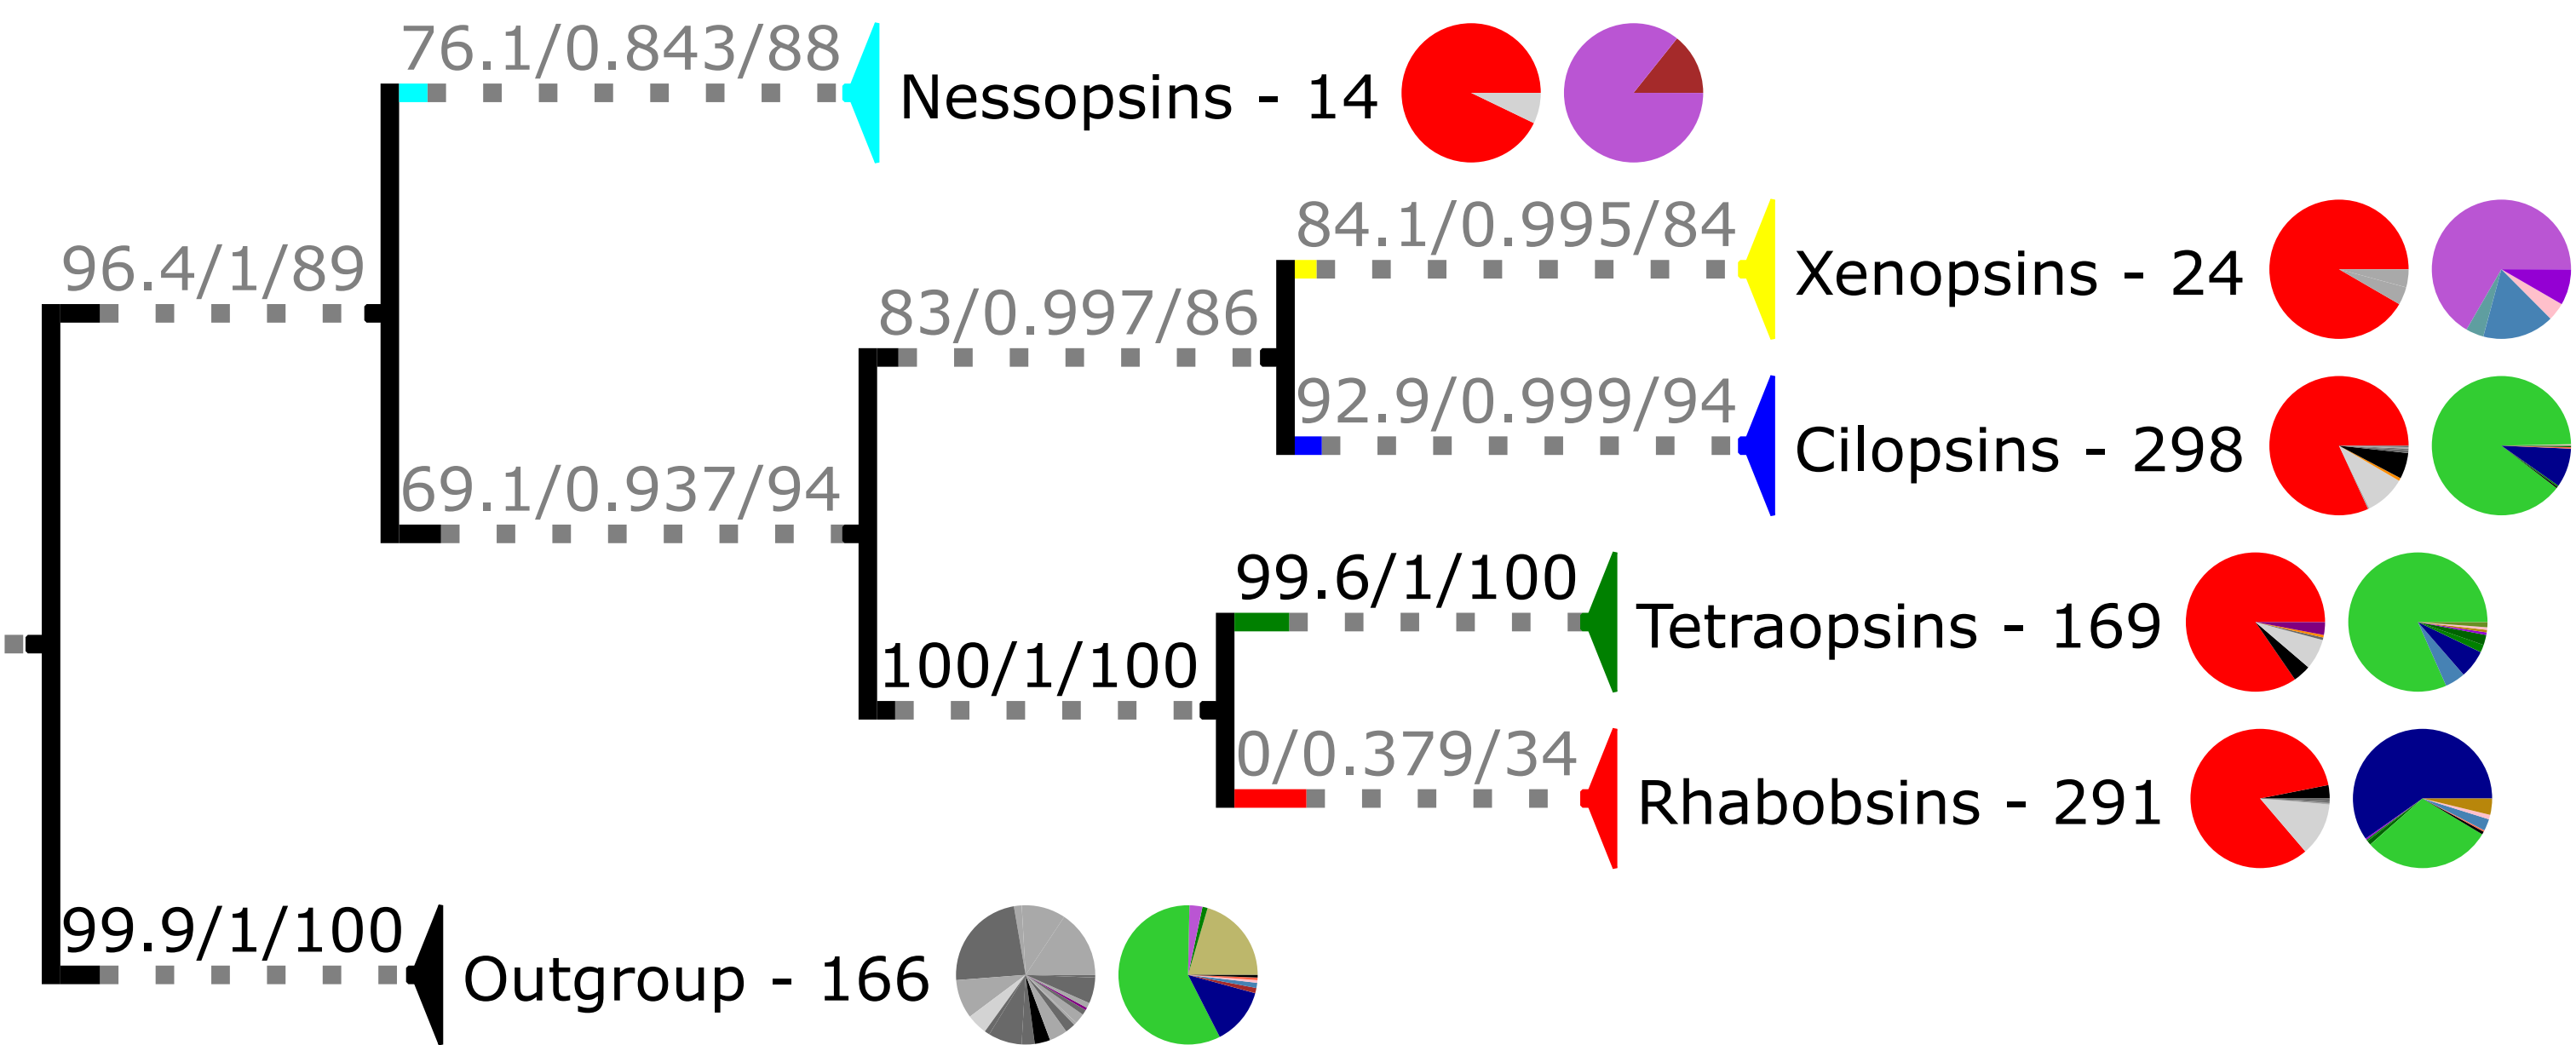 76.1/0.843/88
Nessopsins - 14
84.1/0.995/84
96.4/1/89
Xenopsins - 24
83/0.997/86
92.9/0.999/94
Cilopsins - 298
69.1/0.937/94
99.6/1/100
Tetraopsins - 169
100/1/100
0/0.379/34
Rhabobsins - 291
99.9/1/100
Outgroup - 166